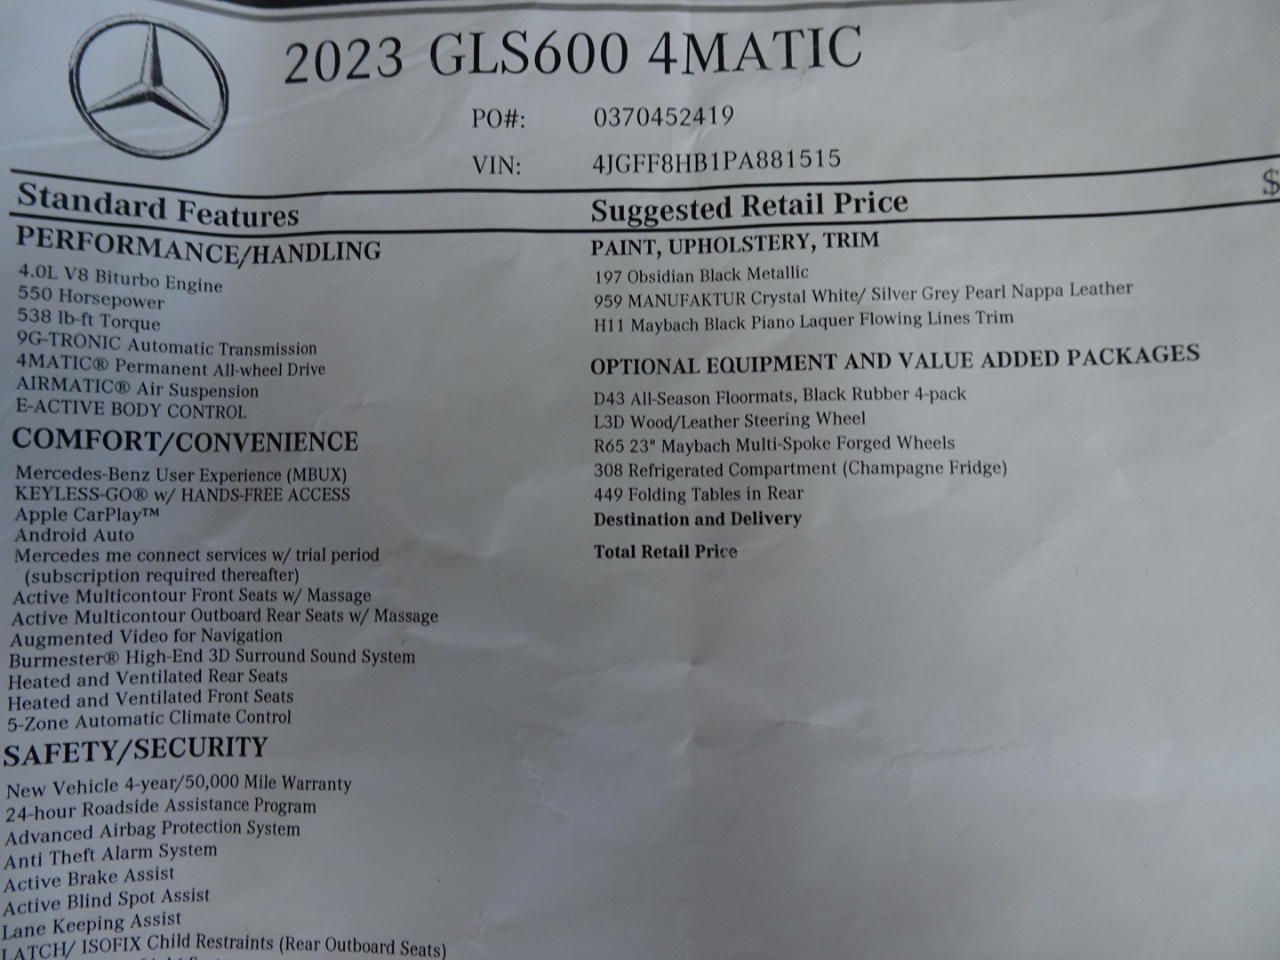 2023 GLS600 4MATIC
PO#: 0370452419
VIN: 4JGFF8HB1PA881515
Standard Features
PERFORMANCE/HANDLING
4.0L V8 Biturbo Engine
550 Horsepower
538 lb-ft Torque
9G-TRONIC Automatic Transmission
4MATIC® Permanent All-wheel Drive
AIRMATIC® Air Suspension
E-ACTIVE BODY CONTROL
COMFORT/CONVENIENCE
Mercedes-Benz User Experience (MBUX)
KEYLESS-GO® w/ HANDS-FREE ACCESS
Apple CarPlay™
Android Auto
Mercedes me connect services w/ trial period
(subscription required thereafter)
Active Multicontour Front Seats w/ Massage
Active Multicontour Outboard Rear Seats w/ Massage
Augmented Video for Navigation
Burmester® High-End 3D Surround Sound System
Heated and Ventilated Rear Seats
Heated and Ventilated Front Seats
5-Zone Automatic Climate Control
SAFETY/SECURITY
New Vehicle 4-year/50,000 Mile Warranty
24-hour Roadside Assistance Program
Advanced Airbag Protection System
Anti Theft Alarm System
Active Brake Assist
Active Blind Spot Assist
Lane Keeping Assist
LATCH/ ISOFIX Child Restraints (Rear Outboard Seats)
Suggested Retail Price $
PAINT, UPHOLSTERY, TRIM
197 Obsidian Black Metallic
959 MANUFAKTUR Crystal White/ Silver Grey Pearl Nappa Leather
H11 Maybach Black Piano Laquer Flowing Lines Trim
OPTIONAL EQUIPMENT AND VALUE ADDED PACKAGES
D43 All-Season Floormats, Black Rubber 4-pack
L3D Wood/Leather Steering Wheel
R65 23" Maybach Multi-Spoke Forged Wheels
308 Refrigerated Compartment (Champagne Fridge)
449 Folding Tables in Rear
Destination and Delivery
Total Retail Price